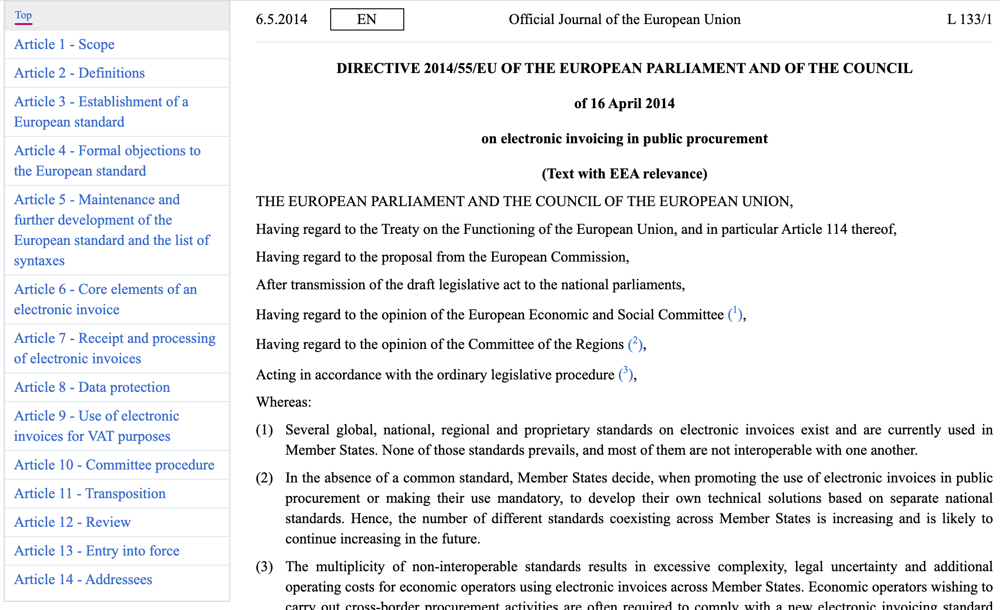 Top
Article 1 - Scope
Article 2 - Definitions
Article 3 - Establishment of a
European standard
Article 4 - Formal objections to
the European standard
Article 5 - Maintenance and
further development of the
European standard and the list of
syntaxes
Article 6 - Core elements of an
electronic invoice
Article 7 - Receipt and processing
of electronic invoices
Article 8 - Data protection
Article 9 - Use of electronic
invoices for VAT purposes
Article 10 - Committee procedure
Article 11 - Transposition
Article 12 - Review
Article 13 - Entry into force
Article 14 - Addressees
6.5.2014 EN Official Journal of the European Union L 133/1
DIRECTIVE 2014/55/EU OF THE EUROPEAN PARLIAMENT AND OF THE COUNCIL
of 16 April 2014
on electronic invoicing in public procurement
(Text with EEA relevance)
THE EUROPEAN PARLIAMENT AND THE COUNCIL OF THE EUROPEAN UNION,
Having regard to the Treaty on the Functioning of the European Union, and in particular Article 114 thereof,
Having regard to the proposal from the European Commission,
After transmission of the draft legislative act to the national parliaments,
Having regard to the opinion of the European Economic and Social Committee (1),
Having regard to the opinion of the Committee of the Regions (2),
Acting in accordance with the ordinary legislative procedure (3),
Whereas:
(1) Several global, national, regional and proprietary standards on electronic invoices exist and are currently used in
Member States. None of those standards prevails, and most of them are not interoperable with one another.
(2) In the absence of a common standard, Member States decide, when promoting the use of electronic invoices in public
procurement or making their use mandatory, to develop their own technical solutions based on separate national
standards. Hence, the number of different standards coexisting across Member States is increasing and is likely to
continue increasing in the future.
(3) The multiplicity of non-interoperable standards results in excessive complexity, legal uncertainty and additional
operating costs for economic operators using electronic invoices across Member States. Economic operators wishing to
carry out cross-border procurement activities are often required to comply with a new electronic invoicing standard